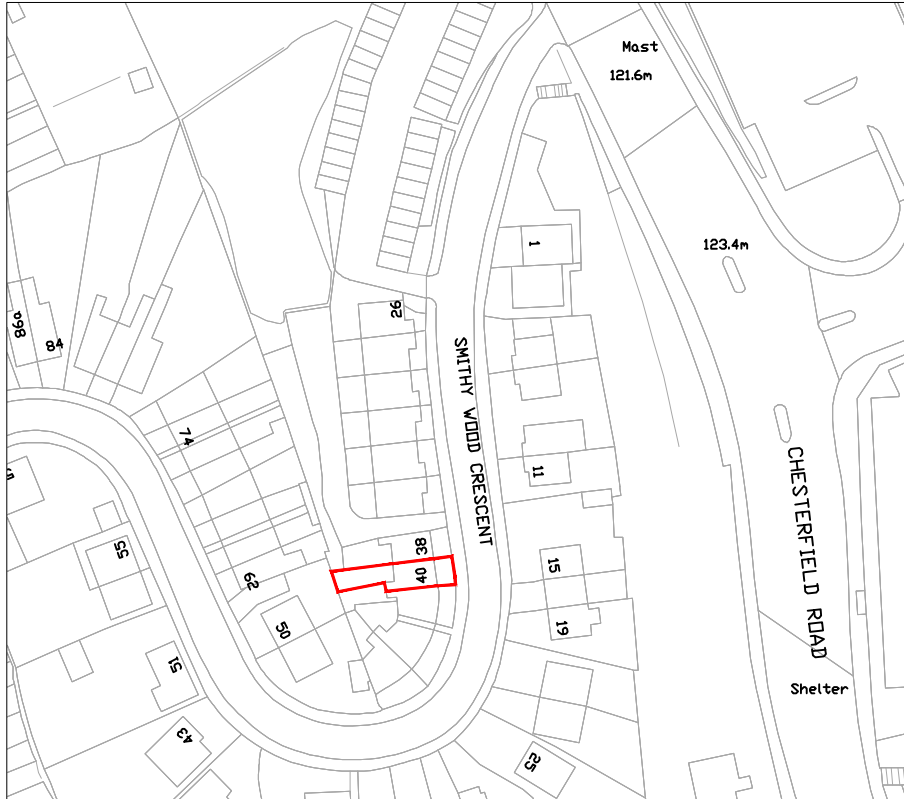 Mast
121.6m
1
123.4m
26
86a
84
SMITHY WOOD CRESCENT
74
CHESTERFIELD ROAD
11
55
38
40
15
62
50
19
51
Shelter
43
25